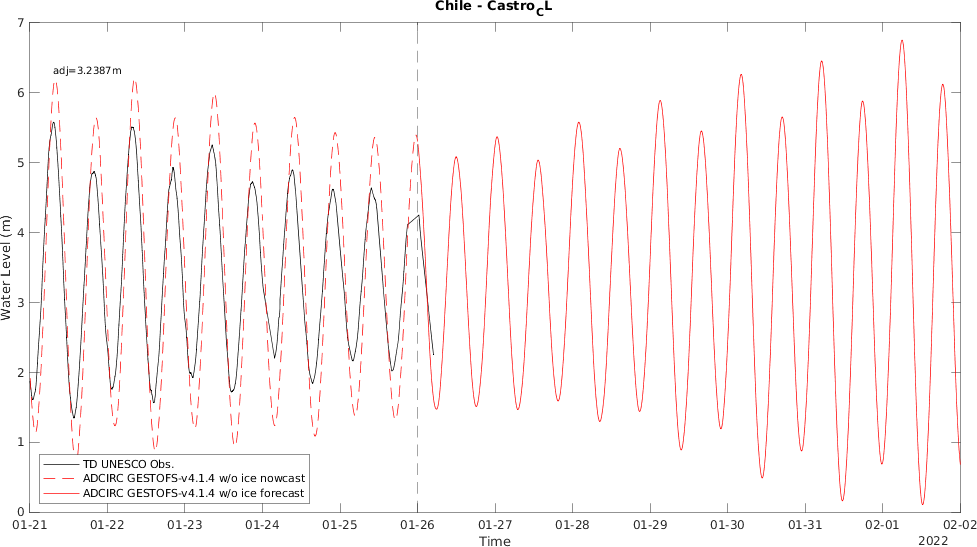 Chile - Castro_CL
7
6
5
4
3
2
1
0
Water Level (m)
adj=3.2387m
TD UNESCO Obs.
ADCIRC GESTOFS-v4.1.4 w/o ice nowcast
ADCIRC GESTOFS-v4.1.4 w/o ice forecast
01-21 01-22 01-23 01-24 01-25 01-26 01-27 01-28 01-29 01-30 01-31 02-01 02-02
Time
2022